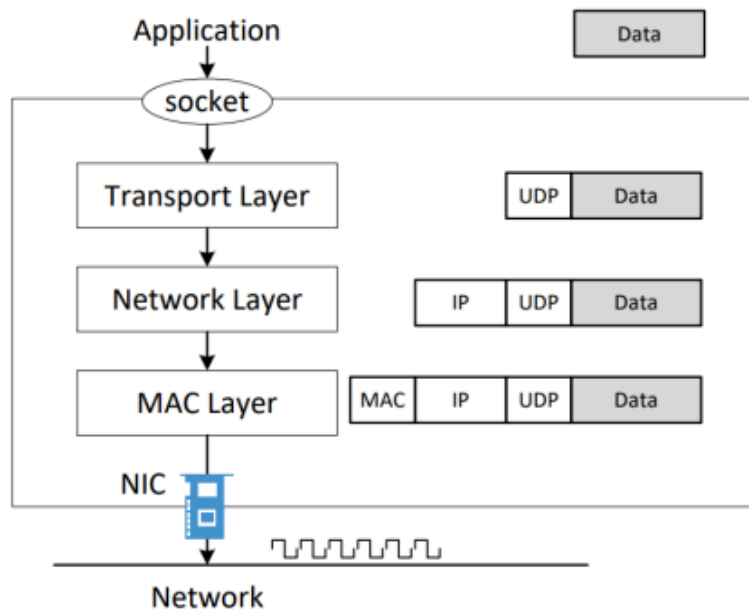 Application
Data
socket
Transport Layer
UDP Data
Network Layer
IP UDP Data
MAC Layer
MAC IP UDP Data
NIC
Network